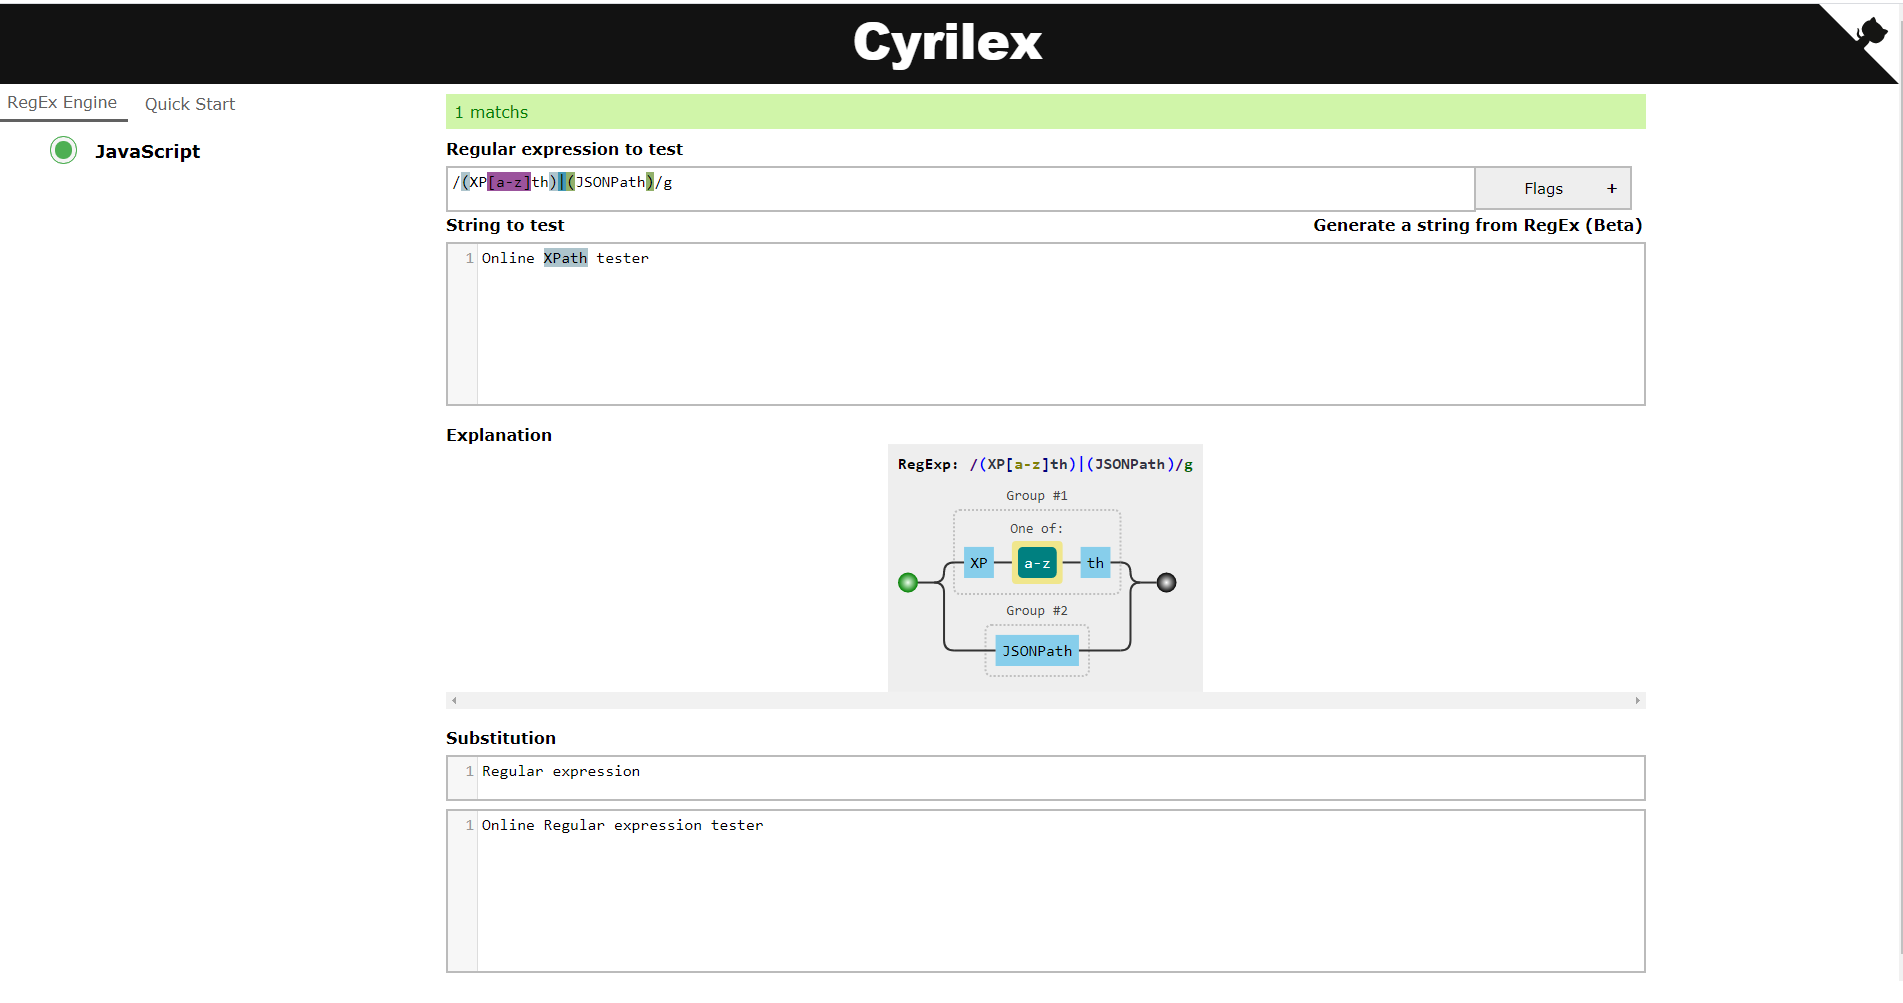 Cyrilex
RegEx Engine
Quick Start
JavaScript
1 matchs
Regular expression to test
/(XP[a-z]th)|(JSONPath)/g
Flags +
String to test
Generate a string from RegEx (Beta)
1 Online XPath tester
Explanation
RegExp: /(XP[a-z]th)|(JSONPath)/g
Group #1
One of:
XP a-z th
Group #2
JSONPath
Substitution
1 Regular expression
1 Online Regular expression tester